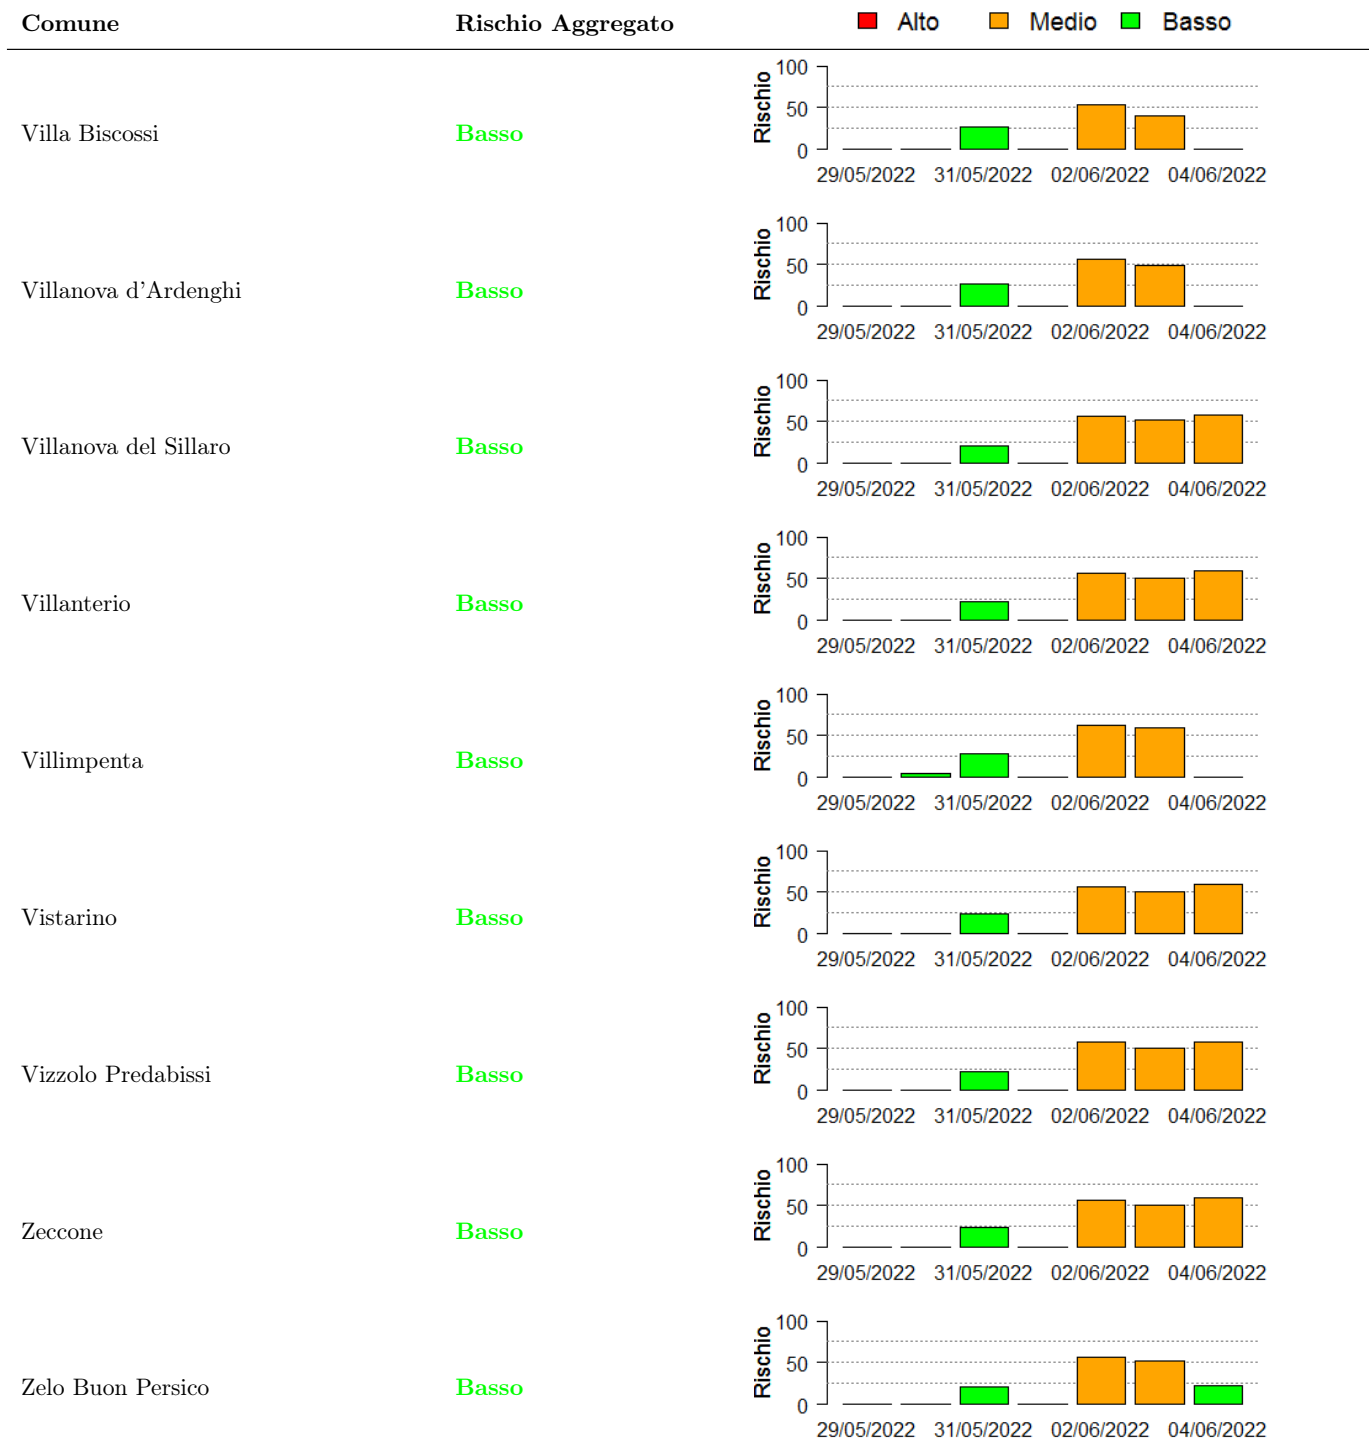 Comune Rischio Aggregato Alto Medio Basso
100
50
0
Rischio
Villa Biscossi Basso
29/05/2022 31/05/2022 02/06/2022 04/06/2022
100
50
0
Rischio
Villanova d'Ardenghi Basso
29/05/2022 31/05/2022 02/06/2022 04/06/2022
100
50
0
Rischio
Villanova del Sillaro Basso
29/05/2022 31/05/2022 02/06/2022 04/06/2022
100
50
0
Rischio
Villanterio Basso
29/05/2022 31/05/2022 02/06/2022 04/06/2022
100
50
0
Rischio
Villimpenta Basso
29/05/2022 31/05/2022 02/06/2022 04/06/2022
100
50
0
Rischio
Vistarino Basso
29/05/2022 31/05/2022 02/06/2022 04/06/2022
100
50
0
Rischio
Vizzolo Predabissi Basso
29/05/2022 31/05/2022 02/06/2022 04/06/2022
100
50
0
Rischio
Zeccone Basso
29/05/2022 31/05/2022 02/06/2022 04/06/2022
100
50
0
Rischio
Zelo Buon Persico Basso
29/05/2022 31/05/2022 02/06/2022 04/06/2022